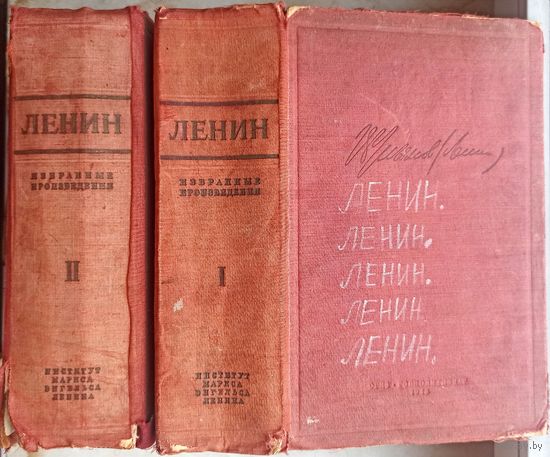 ЛЕНИН
ИЗБРАННЫЕ
ПРОИЗВЕДЕНИЯ
II
ИНСТИТУТ
МАРКСА
ЭНГЕЛЬСА
ЛЕНИНА
ЛЕНИН
ИЗБРАННЫЕ
ПРОИЗВЕДЕНИЯ
I
ИНСТИТУТ
МАРКСА
ЭНГЕЛЬСА
ЛЕНИНА
ЛЕНИН.
ЛЕНИН.
ЛЕНИН.
ЛЕНИН
ЛЕНИН.
.by